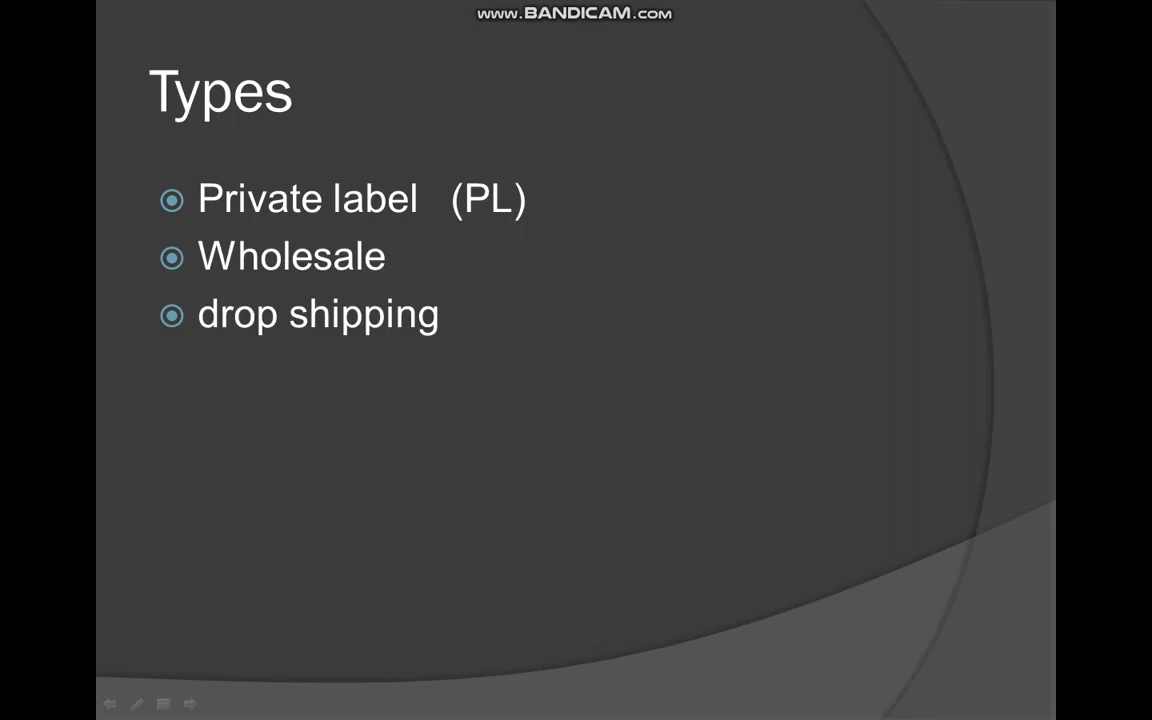 www.BANDICAM.com
Types
Private label (PL)
Wholesale
drop shipping